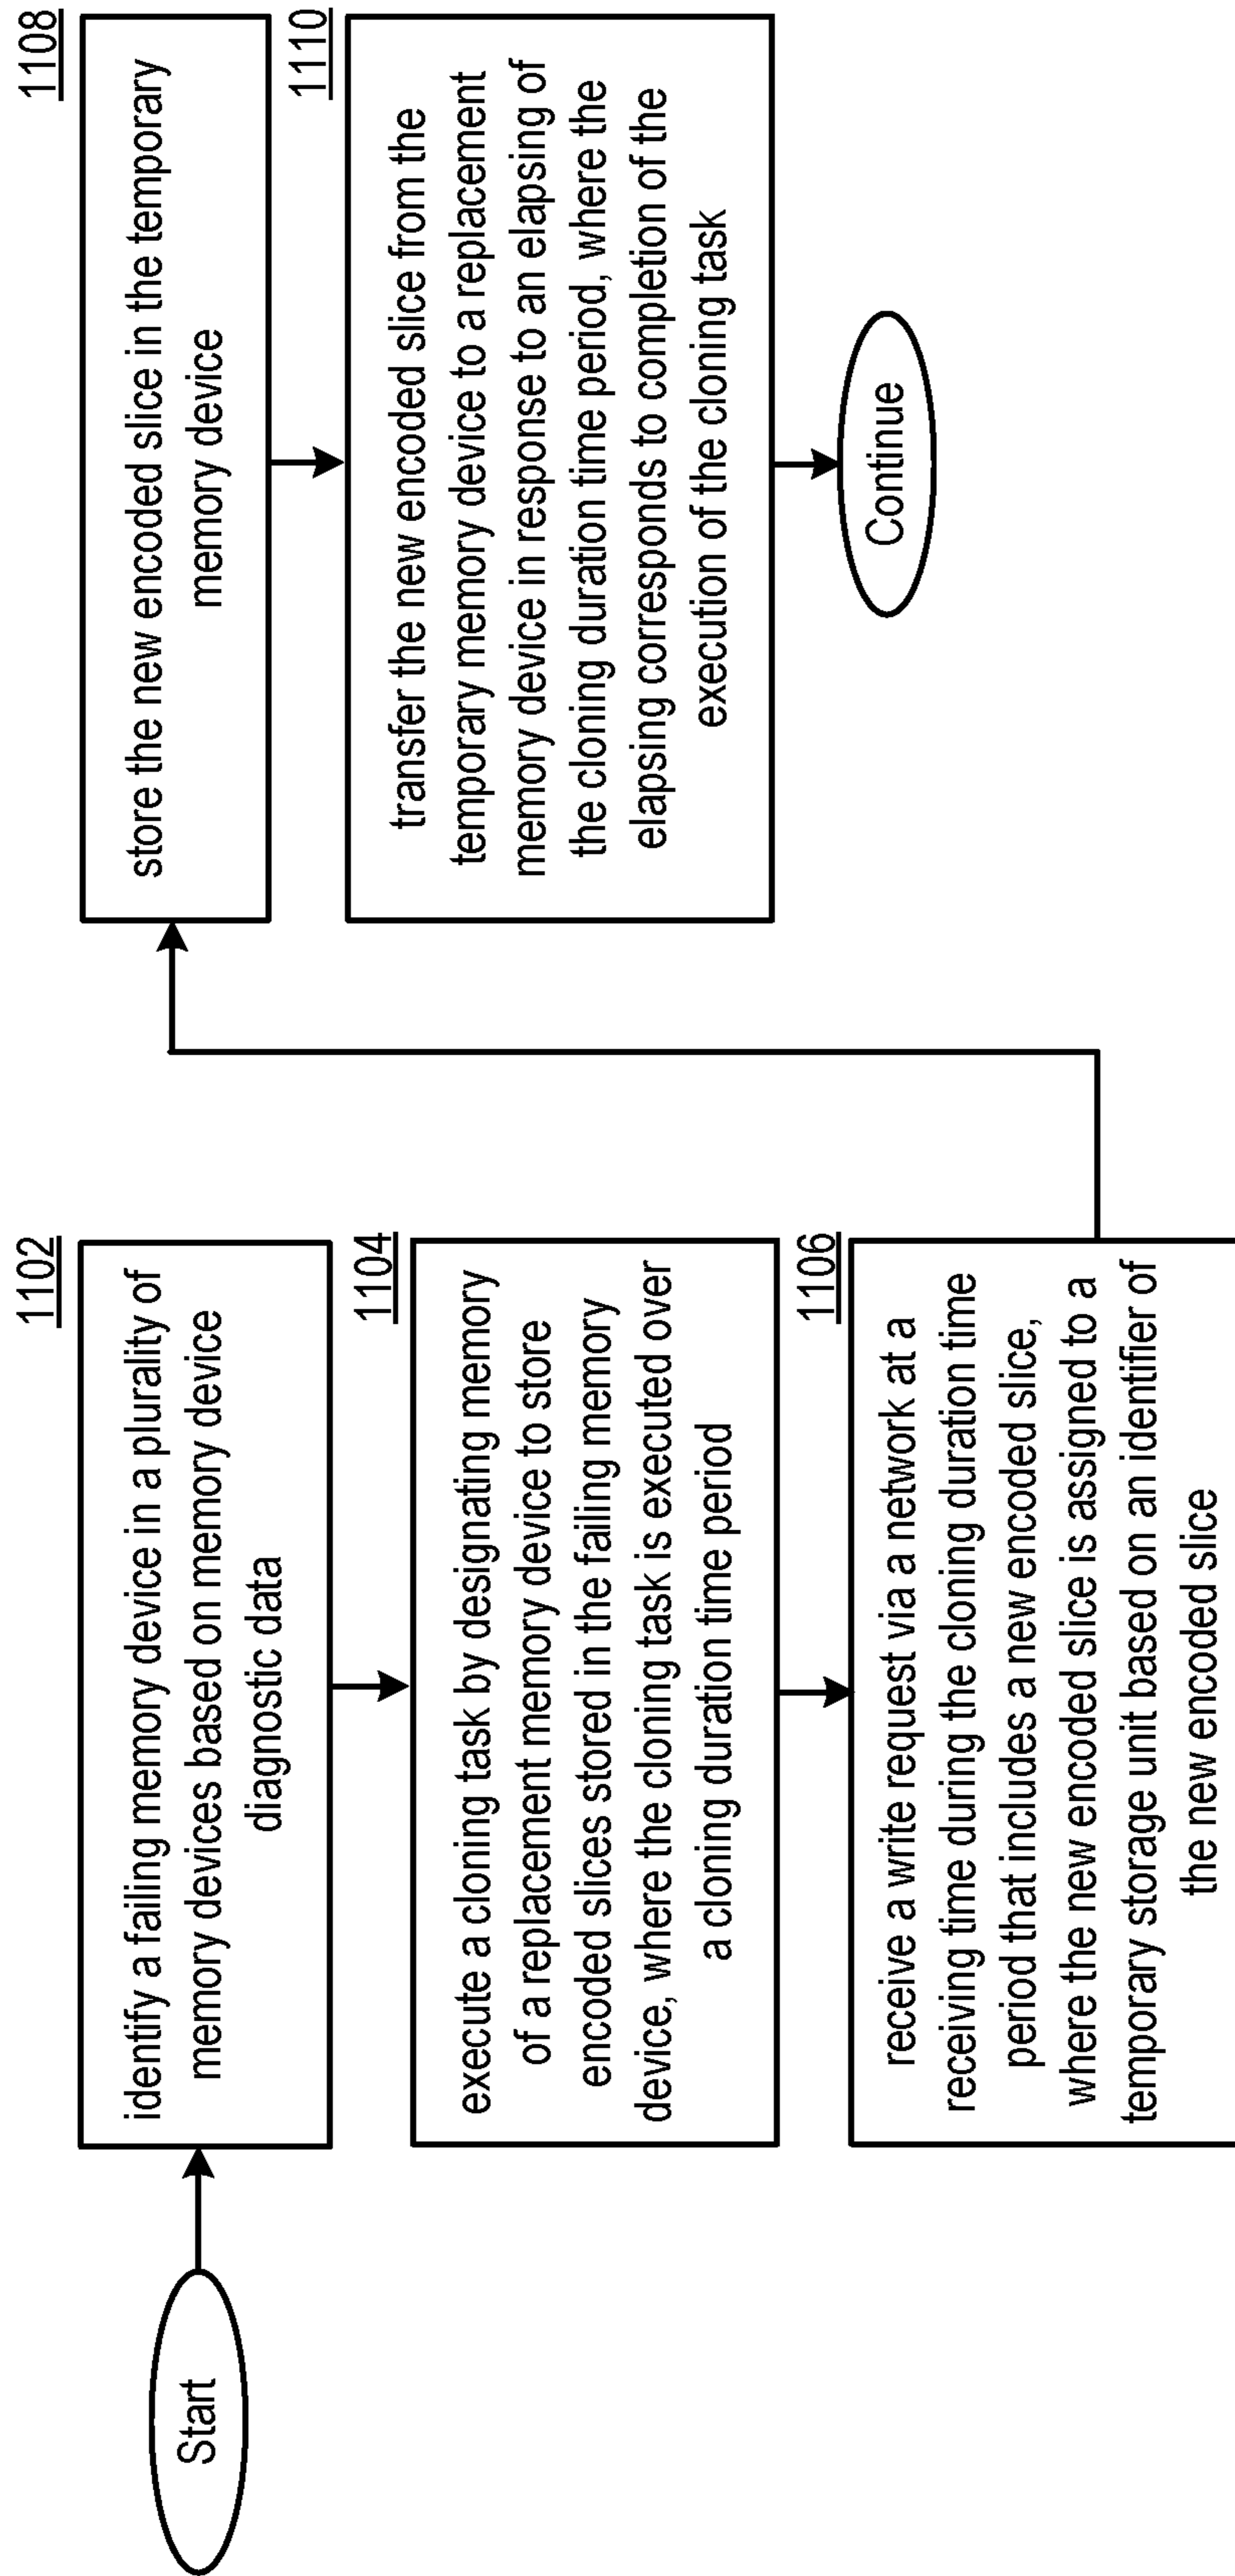 Start
1102
identify a failing memory device in a plurality of
memory devices based on memory device
diagnostic data
1104
execute a cloning task by designating memory
of a replacement memory device to store
encoded slices stored in the failing memory
device, where the cloning task is executed over
a cloning duration time period
1106
receive a write request via a network at a
receiving time during the cloning duration time
period that includes a new encoded slice,
where the new encoded slice is assigned to a
temporary storage unit based on an identifier of
the new encoded slice
1108
store the new encoded slice in the temporary
memory device
1110
transfer the new encoded slice from the
temporary memory device to a replacement
memory device in response to an elapsing of
the cloning duration time period, where the
elapsing corresponds to completion of the
execution of the cloning task
Continue